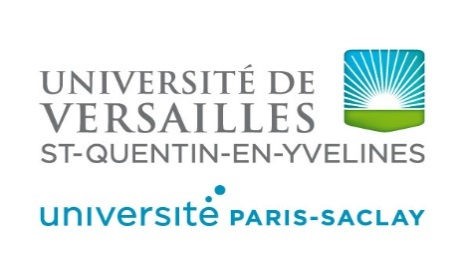 UNIVERSITÉ DE
VERSAILLES
ST-QUENTIN-EN-YVELINES
université PARIS-SACLAY